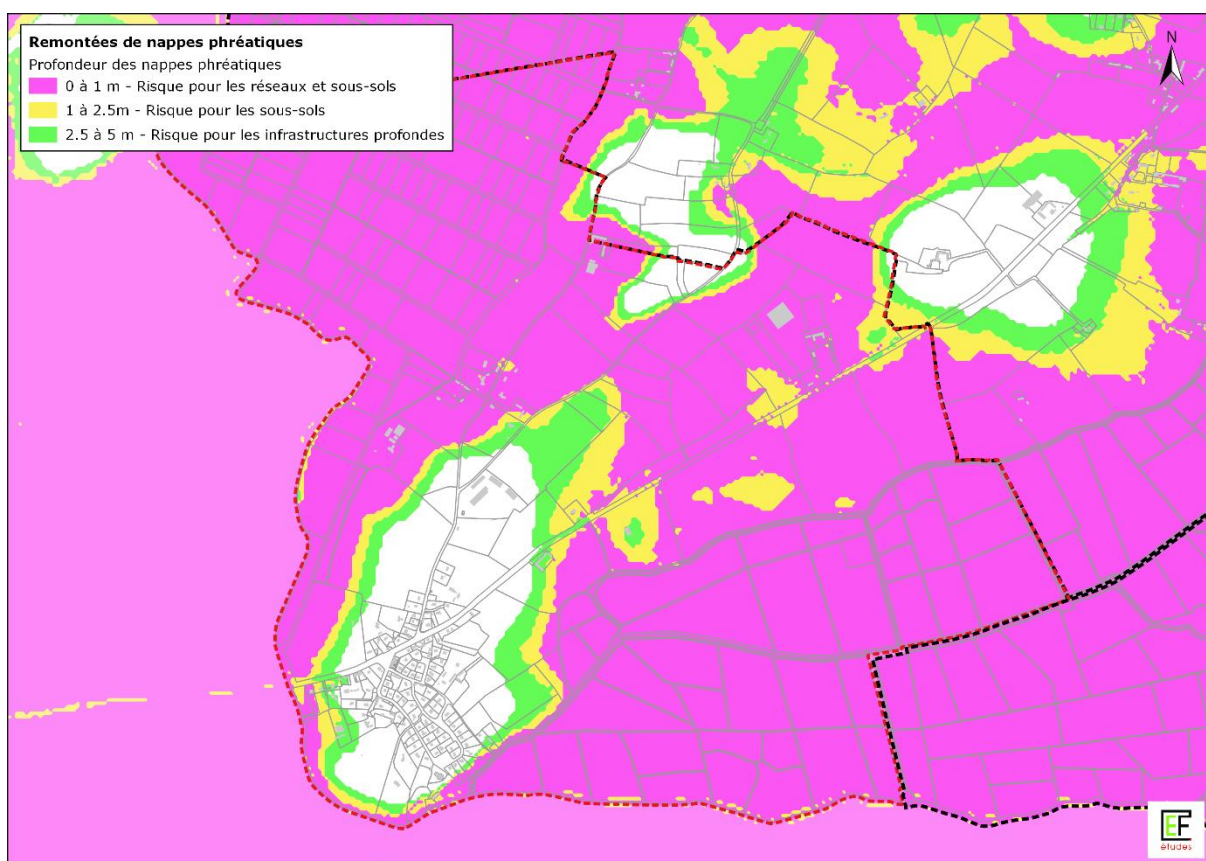 Remontées de nappes phréatiques
Profondeur des nappes phréatiques
0 à 1 m - Risque pour les réseaux et sous-sols
1 à 2.5m - Risque pour les sous-sols
2.5 à 5 m - Risque pour les infrastructures profondes
N
EF
études